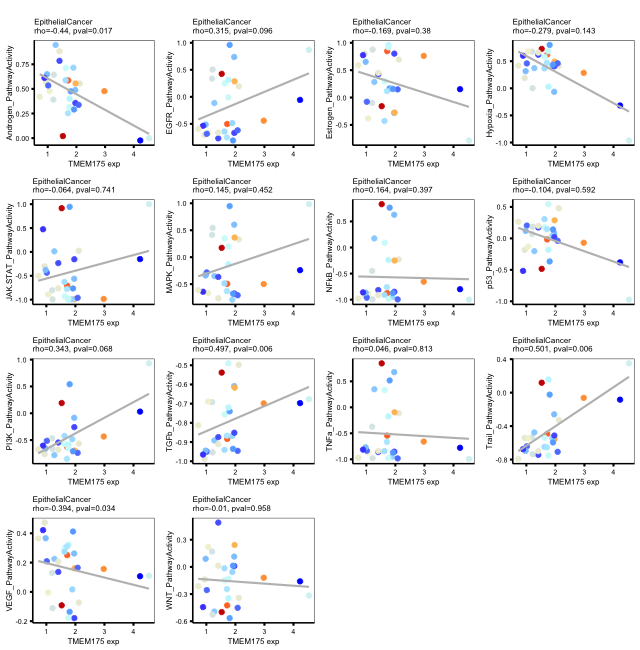 EpithelialCancer
rho=-0.44, pval=0.017
Androgen_PathwayActivity
0.75
0.50
0.25
0.00
1 2 3 4
TMEM175 exp
EpithelialCancer
rho=0.315, pval=0.096
EGFR_PathwayActivity
1.0
0.5
0.0
-0.5
1 2 3 4
TMEM175 exp
EpithelialCancer
rho=-0.169, pval=0.38
Estrogen_PathwayActivity
1.0
0.5
0.0
-0.5
1 2 3 4
TMEM175 exp
EpithelialCancer
rho=-0.279, pval=0.143
Hypoxia_PathwayActivity
0.5
0.0
-0.5
-1.0
1 2 3 4
TMEM175 exp
EpithelialCancer
rho=-0.064, pval=0.741
JAK-STAT_PathwayActivity
1.0
0.5
0.0
-0.5
-1.0
1 2 3 4
TMEM175 exp
EpithelialCancer
rho=0.145, pval=0.452
MAPK_PathwayActivity
1.0
0.5
0.0
-0.5
1 2 3 4
TMEM175 exp
EpithelialCancer
rho=0.164, pval=0.397
NFkB_PathwayActivity
0.5
0.0
-0.5
-1.0
1 2 3 4
TMEM175 exp
EpithelialCancer
rho=-0.104, pval=0.592
p53_PathwayActivity
0.5
0.0
-0.5
-1.0
1 2 3 4
TMEM175 exp
EpithelialCancer
rho=0.343, pval=0.068
PI3K_PathwayActivity
1.0
0.5
0.0
-0.5
1 2 3 4
TMEM175 exp
EpithelialCancer
rho=0.497, pval=0.006
TGFb_PathwayActivity
-0.5
-0.6
-0.7
-0.8
-0.9
-1.0
1 2 3 4
TMEM175 exp
EpithelialCancer
rho=0.046, pval=0.813
TNFa_PathwayActivity
0.5
0.0
-0.5
-1.0
1 2 3 4
TMEM175 exp
EpithelialCancer
rho=0.501, pval=0.006
Trail_PathwayActivity
0.4
0.0
-0.4
-0.8
1 2 3 4
TMEM175 exp
EpithelialCancer
rho=-0.394, pval=0.034
VEGF_PathwayActivity
0.4
0.2
0.0
-0.2
1 2 3 4
TMEM175 exp
EpithelialCancer
rho=-0.01, pval=0.958
WNT_PathwayActivity
0.3
0.0
-0.3
-0.6
1 2 3 4
TMEM175 exp